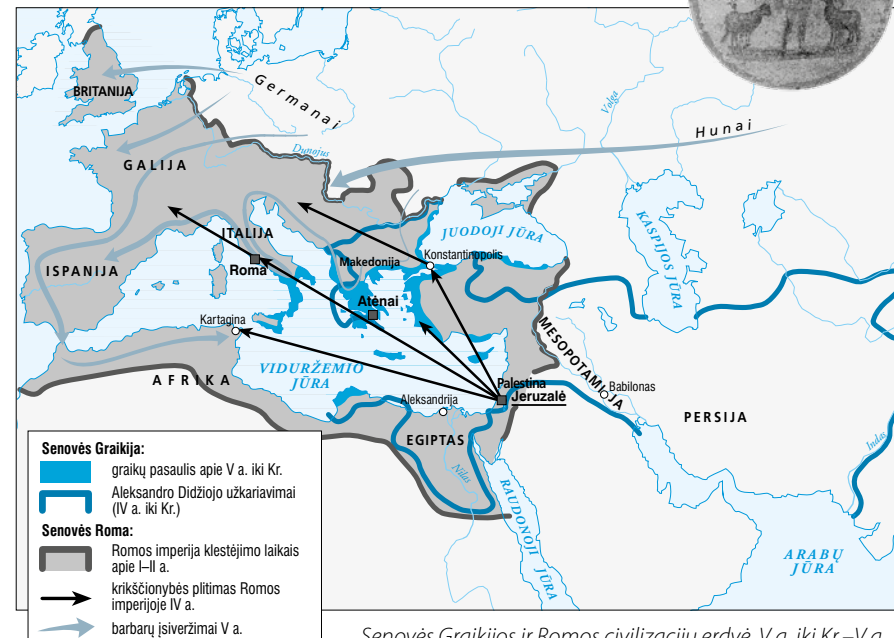 BRITANIJA
Germanai
Hunai
Volga
Dunojus
GALIJA
KASPIJOS JŪRA
JUODOJI JŪRA
ITALIJA
Roma
Makedonija
Konstantinopolis
ISPANIJA
Atėnai
Kartagina
MESOPOTAMIJA
VIDURŽEMIO
JŪRA
AFRIKA
Palestina
Jeruzalė
Babilonas
Aleksandrija
PERSIJA
EGIPTAS
Nilas
Indas
RAUDONOJI JŪRA
ARABŲ
JŪRA
Senovės Graikija:
graikų pasaulis apie V a. iki Kr.
Aleksandro Didžiojo užkariavimai
(IV a. iki Kr.)
Senovės Roma:
Romos imperija klestėjimo laikais
apie I–II a.
krikščionybės plitimas Romos
imperijoje IV a.
barbarų įsiveržimai V a.
Senovės Graikijos ir Romos civilizacijų erdvė V a. iki Kr.–V a.